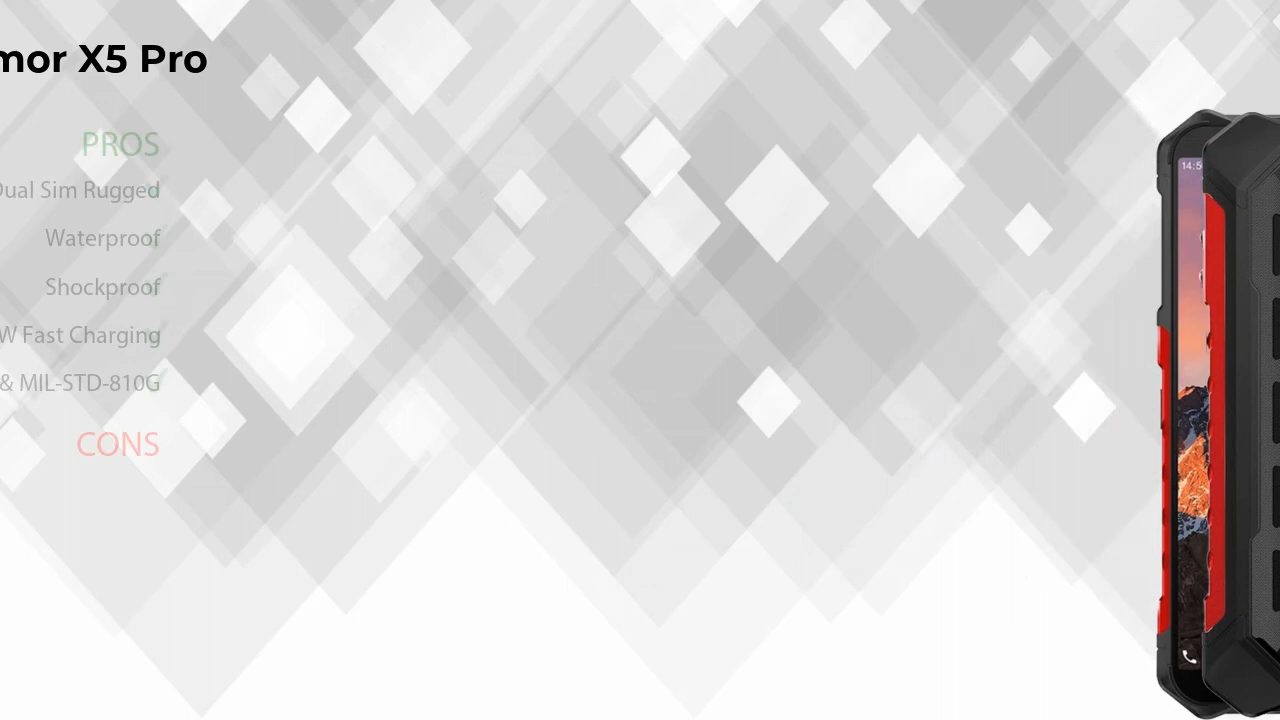 mor X5 Pro
PROS
Dual Sim Rugged
Waterproof
Shockproof
W Fast Charging
& MIL-STD-810G
CONS